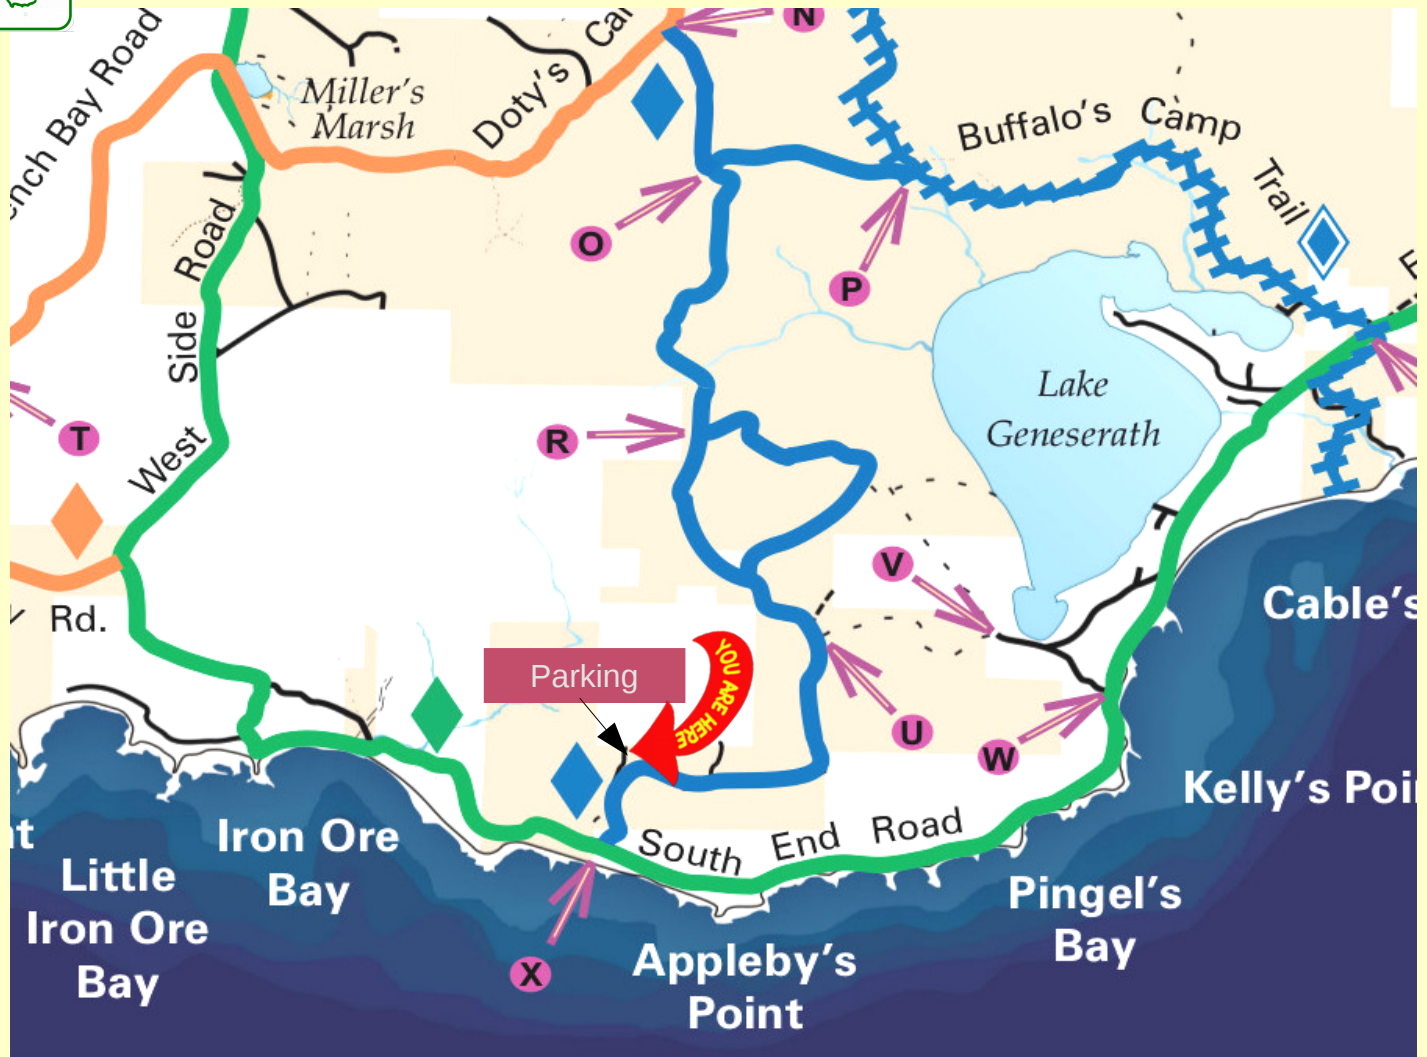 N
ench Bay Road
Miller's
Marsh
Doty's
Buffalo's Camp
Trail
O
P
West Side Road
Lake
Geneserath
R
T
V
Rd.
Cable's
YOU ARE HERE
Parking
U
W
Kelly's Poi
Iron Ore
Bay
Little
Iron Ore
Bay
South End Road
Pingel's
Bay
X
Appleby's
Point